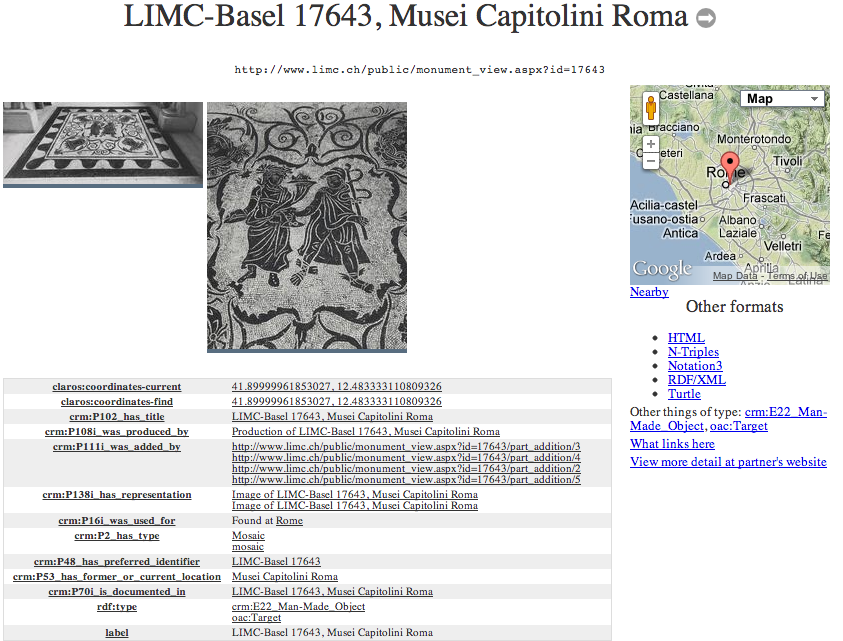 LIMC-Basel 17643, Musei Capitolini Roma
http://www.limc.ch/public/monument_view.aspx?id=17643
Castellana
Map
Bracciano
Monterotondo
Tivoli
Rome
Frascati
Acilia-castel
Fusano-ostia
Antica
Albano
Laziale
Velletri
Ardea
Aprilia
Google
Map Data - Terms of Use
Latina
Nearby
Other formats
HTML
N-Triples
Notation3
RDF/XML
Turtle
Other things of type: crm:E22_Man-
Made_Object, oac:Target
What links here
View more detail at partner's website
claros:coordinates-current 41.89999961853027, 12.483333110809326
claros:coordinates-find 41.89999961853027, 12.483333110809326
crm:P102_has_title LIMC-Basel 17643, Musei Capitolini Roma
crm:P108i_was_produced_by Production of LIMC-Basel 17643, Musei Capitolini Roma
crm:P111i_was_added_by http://www.limc.ch/public/monument_view.aspx?id=17643/part_addition/3
http://www.limc.ch/public/monument_view.aspx?id=17643/part_addition/4
http://www.limc.ch/public/monument_view.aspx?id=17643/part_addition/2
http://www.limc.ch/public/monument_view.aspx?id=17643/part_addition/5
crm:P138i_has_representation Image of LIMC-Basel 17643, Musei Capitolini Roma
Image of LIMC-Basel 17643, Musei Capitolini Roma
crm:P16i_was_used_for Found at Rome
crm:P2_has_type Mosaic
mosaic
crm:P48_has_preferred_identifier LIMC-Basel 17643
crm:P53_has_former_or_current_location Musei Capitolini Roma
crm:P70i_is_documented_in LIMC-Basel 17643, Musei Capitolini Roma
rdf:type crm:E22_Man-Made_Object
oac:Target
label LIMC-Basel 17643, Musei Capitolini Roma